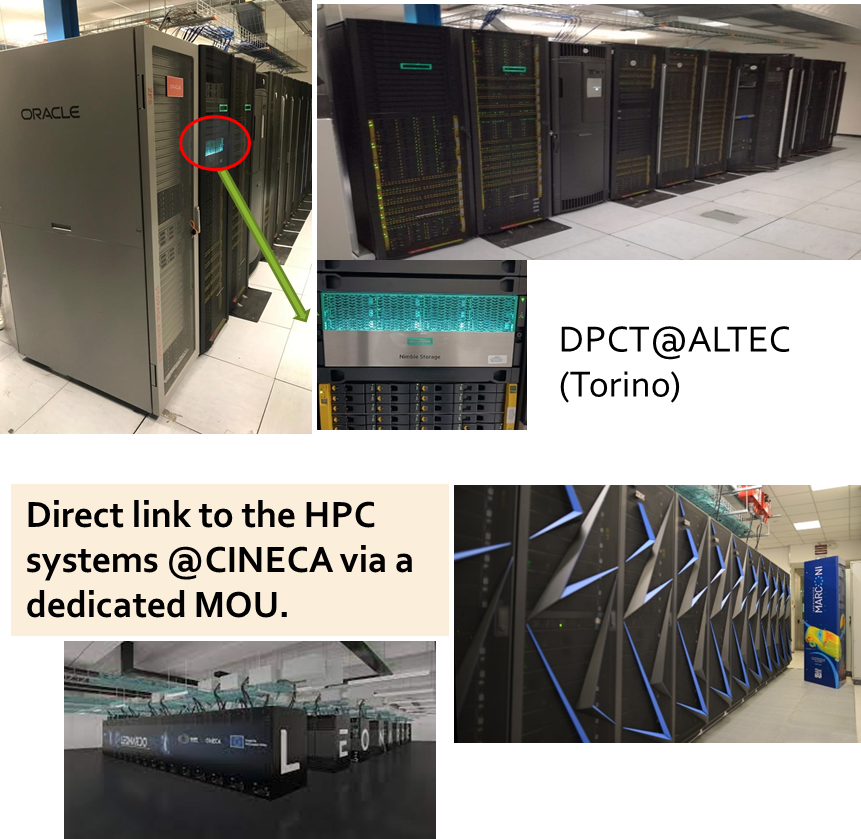 ORACLE
Nimble Storage
DPCT@ALTEC
(Torino)
Direct link to the HPC
systems @CINECA via a
dedicated MOU.
MARCONI
LEONARDO
CINECA
L E O N